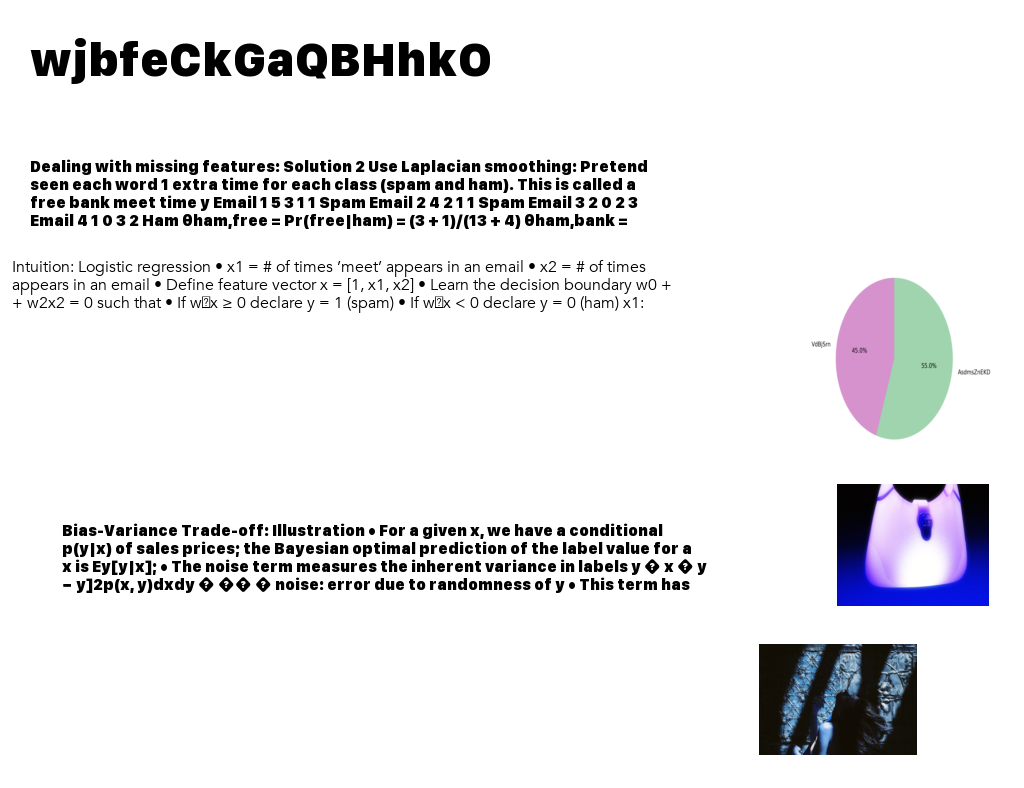 wjbfeCkGaQBHhkO
Dealing with missing features: Solution 2 Use Laplacian smoothing: Pretend
seen each word 1 extra time for each class (spam and ham). This is called a
free bank meet time y Email 1 5 3 1 1 Spam Email 2 4 2 1 1 Spam Email 3 2 0 2 3
Email 4 1 0 3 2 Ham θham,free = Pr(free|ham) = (3 + 1)/(13 + 4) θham,bank =
Intuition: Logistic regression • x1 = # of times ’meet’ appears in an email • x2 = # of times
appears in an email • Define feature vector x = [1, x1, x2] • Learn the decision boundary w0 +
+ w2x2 = 0 such that • If w�x ≥ 0 declare y = 1 (spam) • If w�x < 0 declare y = 0 (ham) x1:
VdBjSrn
45.0%
55.0%
AsdmsZnEKD
Bias-Variance Trade-off: Illustration • For a given x, we have a conditional
p(y|x) of sales prices; the Bayesian optimal prediction of the label value for a
x is Ey[y|x]; • The noise term measures the inherent variance in labels y � x � y
− y]2p(x, y)dxdy � �� � noise: error due to randomness of y • This term has